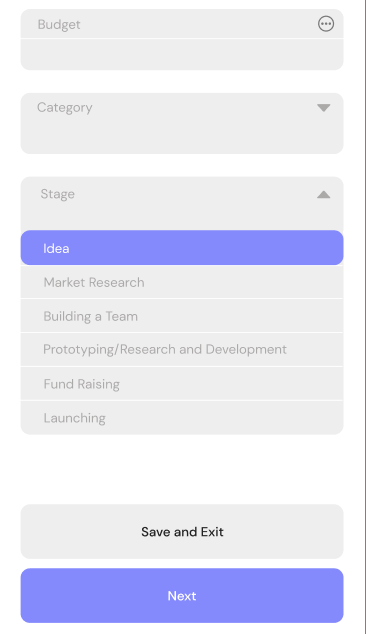 Budget
Category
Stage
Idea
Market Research
Building a Team
Prototyping/Research and Development
Fund Raising
Launching
Save and Exit
Next